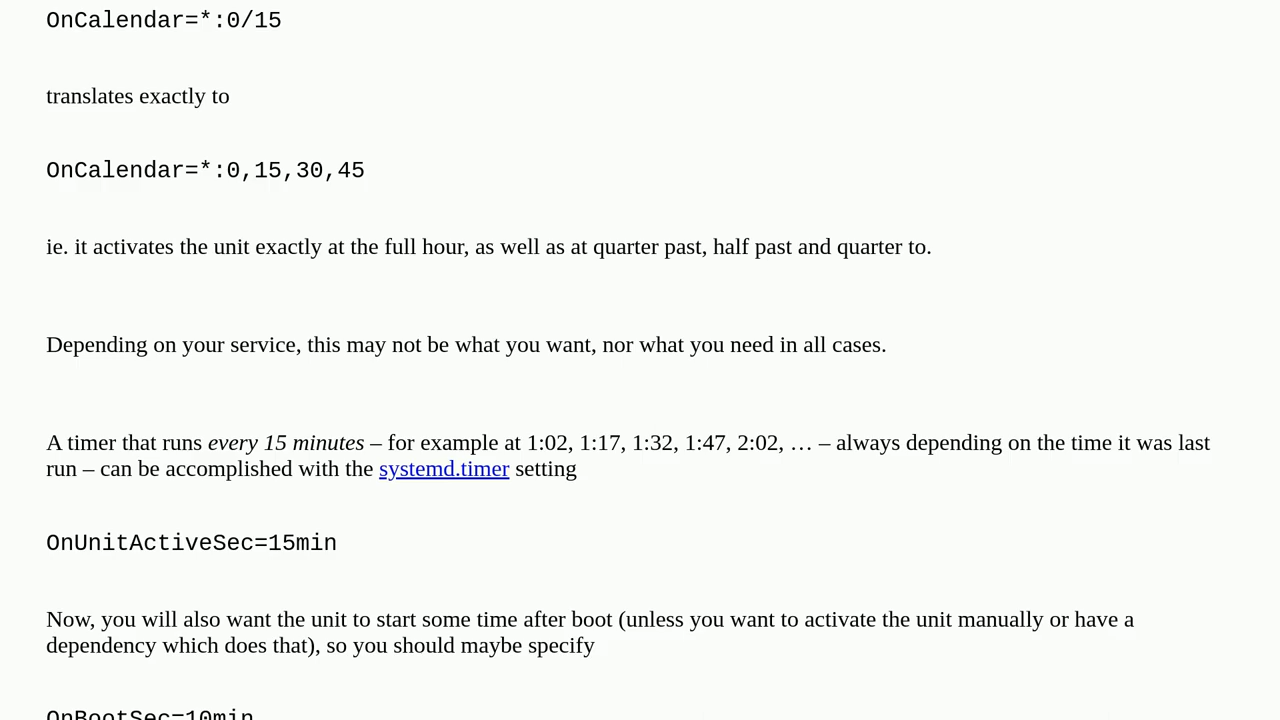 OnCalendar=*:0/15
translates exactly to
OnCalendar=*:0,15,30,45
ie. it activates the unit exactly at the full hour, as well as at quarter past, half past and quarter to.
Depending on your service, this may not be what you want, nor what you need in all cases.
A timer that runs every 15 minutes – for example at 1:02, 1:17, 1:32, 1:47, 2:02, … – always depending on the time it was last
run – can be accomplished with the systemd.timer setting
OnUnitActiveSec=15min
Now, you will also want the unit to start some time after boot (unless you want to activate the unit manually or have a
dependency which does that), so you should maybe specify
OnBootSec=10min